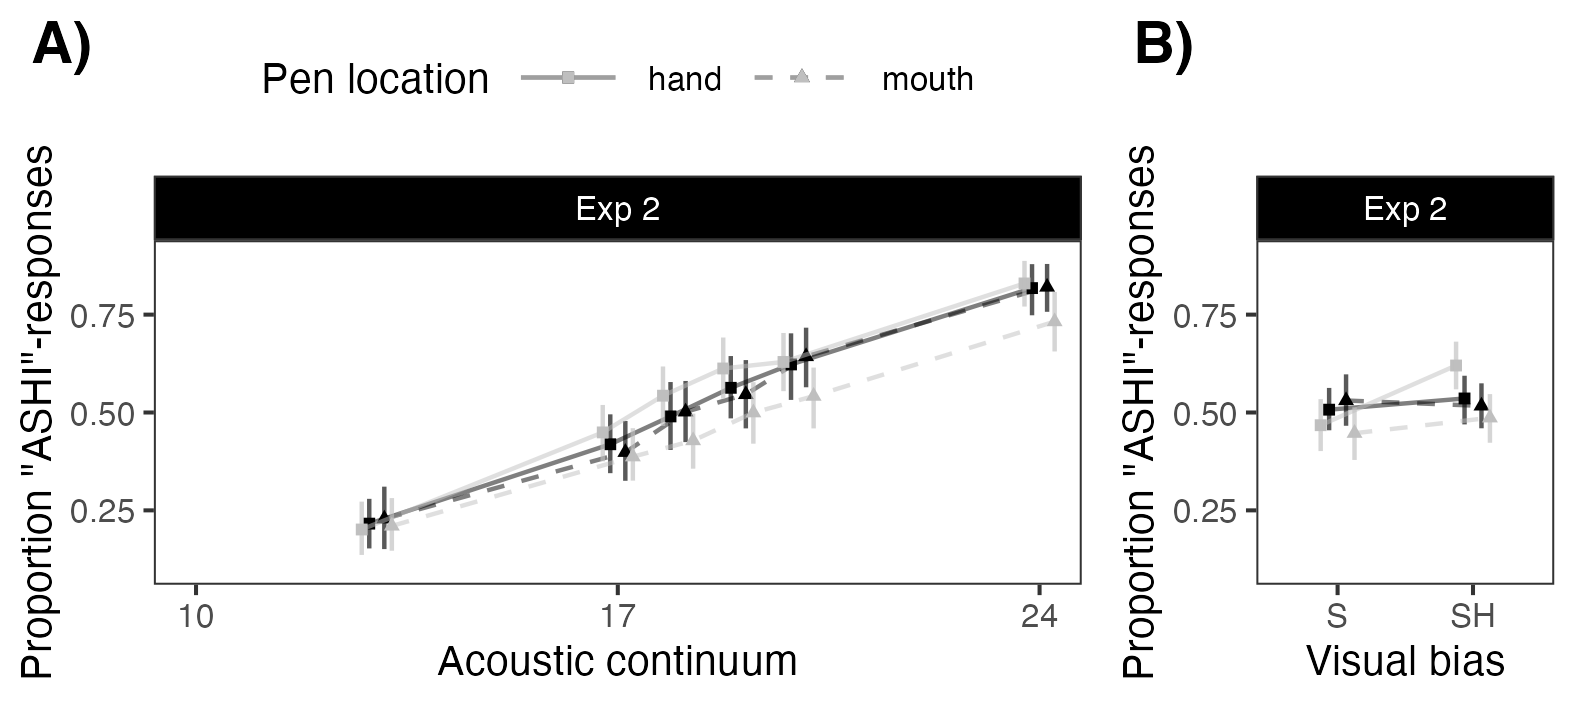 A)
B)
Pen location hand mouth
Exp 2
Proportion "ASHI"-responses
0.75
0.50
0.25
10 17 24
Acoustic continuum
Exp 2
Proportion "ASHI"-responses
0.75
0.50
0.25
S SH
Visual bias